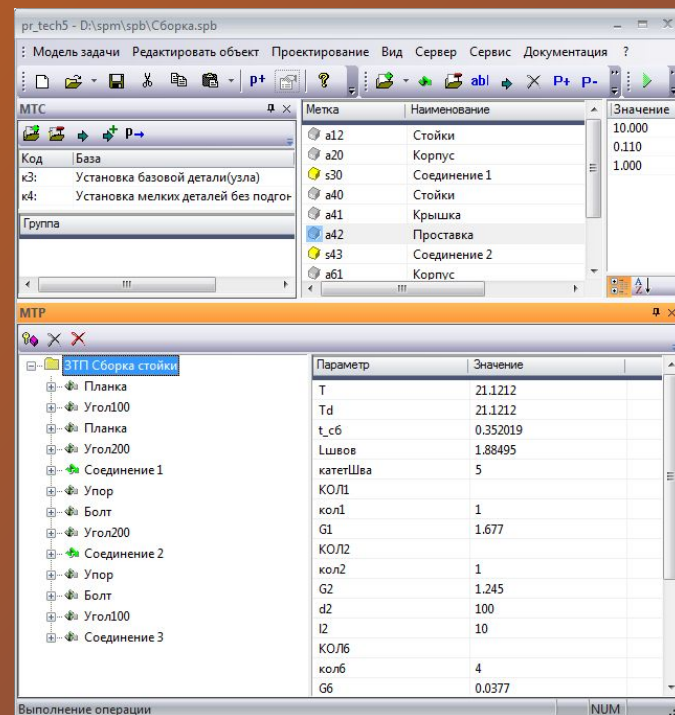 pr_tech5 - D:\spm\spb\Сборка.spb
Модель задачи Редактировать объект Проектирование Вид Сервер Сервис Документация ?
p+ abl P+ P-
МТС
P→
Код База
к3: Установка базовой детали(узла)
к4: Установка мелких деталей без подгон
Группа
Метка Наименование
a12 Стойки
a20 Корпус
s30 Соединение 1
a40 Стойки
a41 Крышка
a42 Проставка
s43 Соединение 2
a61 Корпус
Значение
10.000
0.110
1.000
МТР
ЗТП Сборка стойки
Планка
Угол100
Планка
Угол200
Соединение 1
Упор
Болт
Угол200
Соединение 2
Упор
Болт
Угол100
Соединение 3
Параметр Значение
T 21.1212
Td 21.1212
t_сб 0.352019
Lшвов 1.88495
катетШва 5
КОЛ1
кол1 1
G1 1.677
КОЛ2
кол2 1
G2 1.245
d2 100
l2 10
КОЛ6
кол6 4
G6 0.0377
Выполнение операции NUM